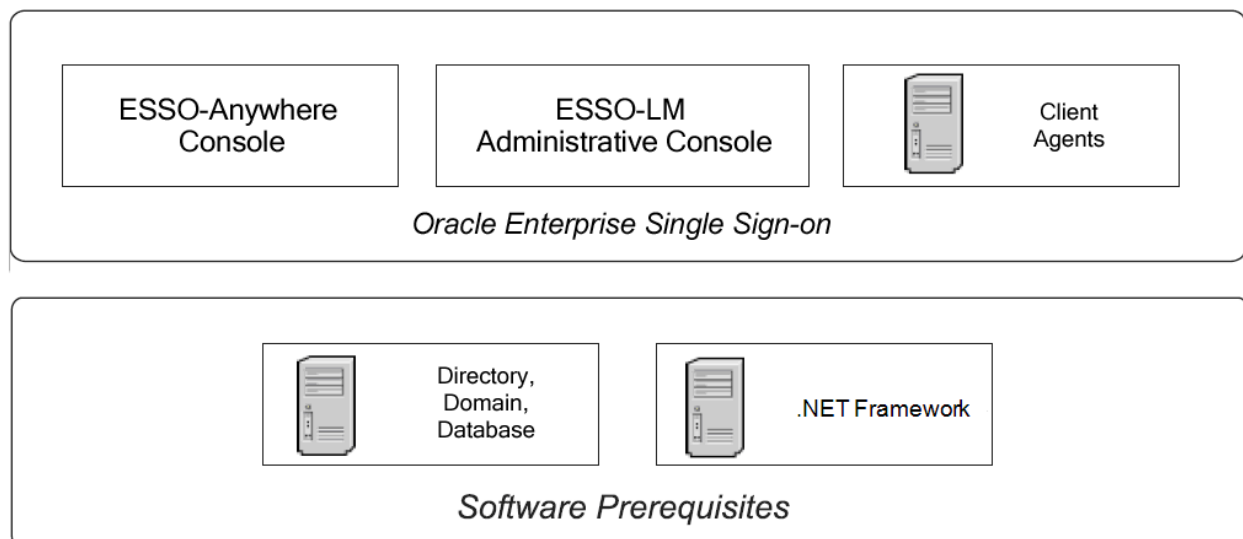 ESSO-Anywhere
Console
ESSO-LM
Administrative Console
Client
Agents
Oracle Enterprise Single Sign-on
Directory,
Domain,
Database
.NET Framework
Software Prerequisites